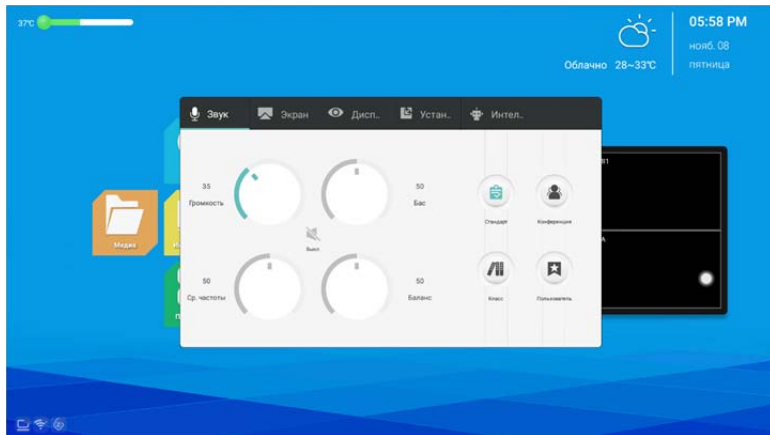 37℃
05:58 PM
нояб. 08
пятница
Облачно 28~33℃
Звук
Экран
Дисп..
Устан..
Интел..
35
Громкость
50
Бас
Выкл
50
Ср. частоты
50
Баланс
Стандарт
Конференция
Класс
Пользователь
Медиа